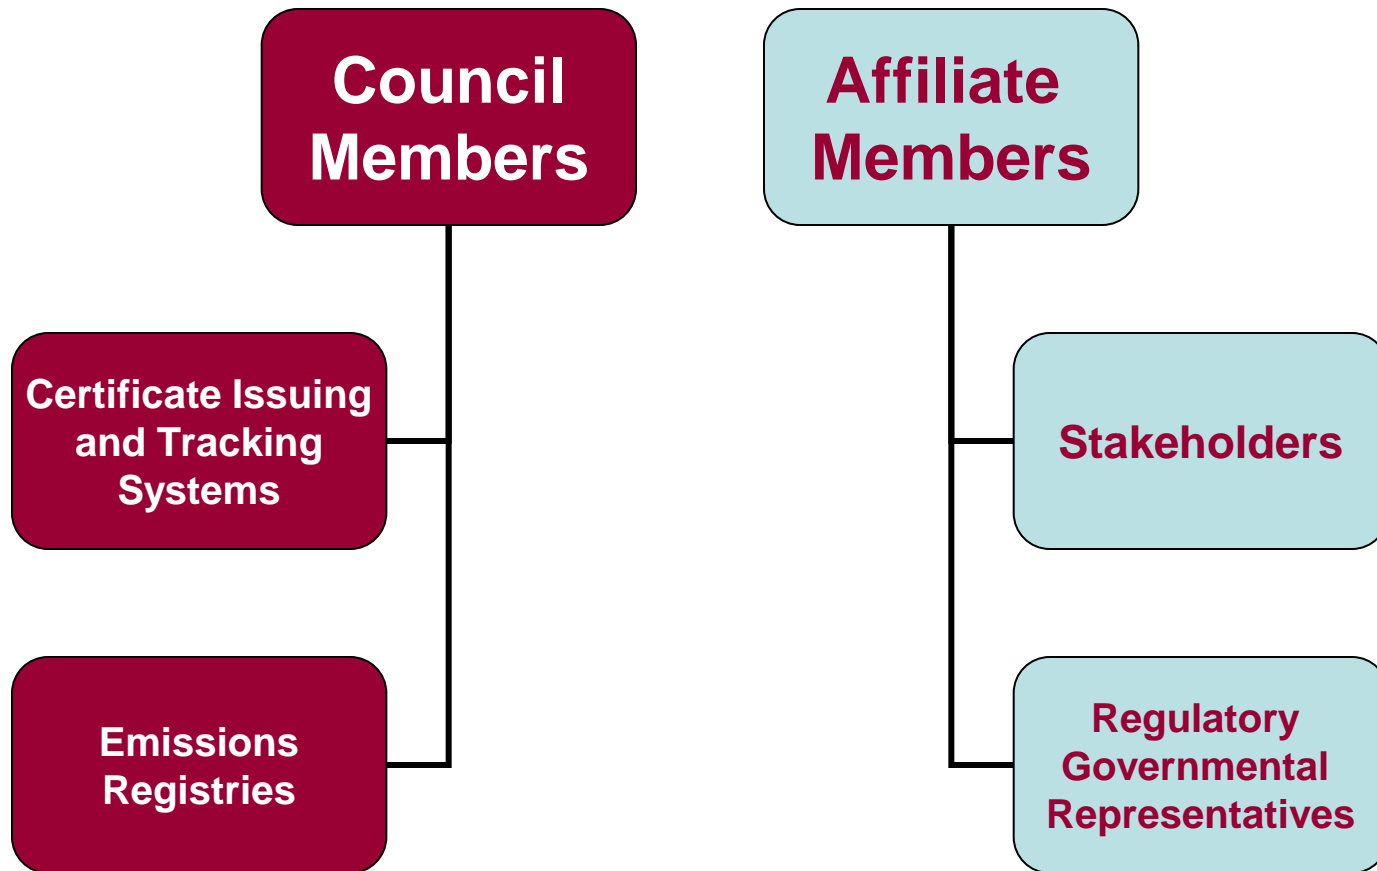 Council
Members
Affiliate
Members
Certificate Issuing
and Tracking
Systems
Stakeholders
Emissions
Registries
Regulatory
Governmental
Representatives